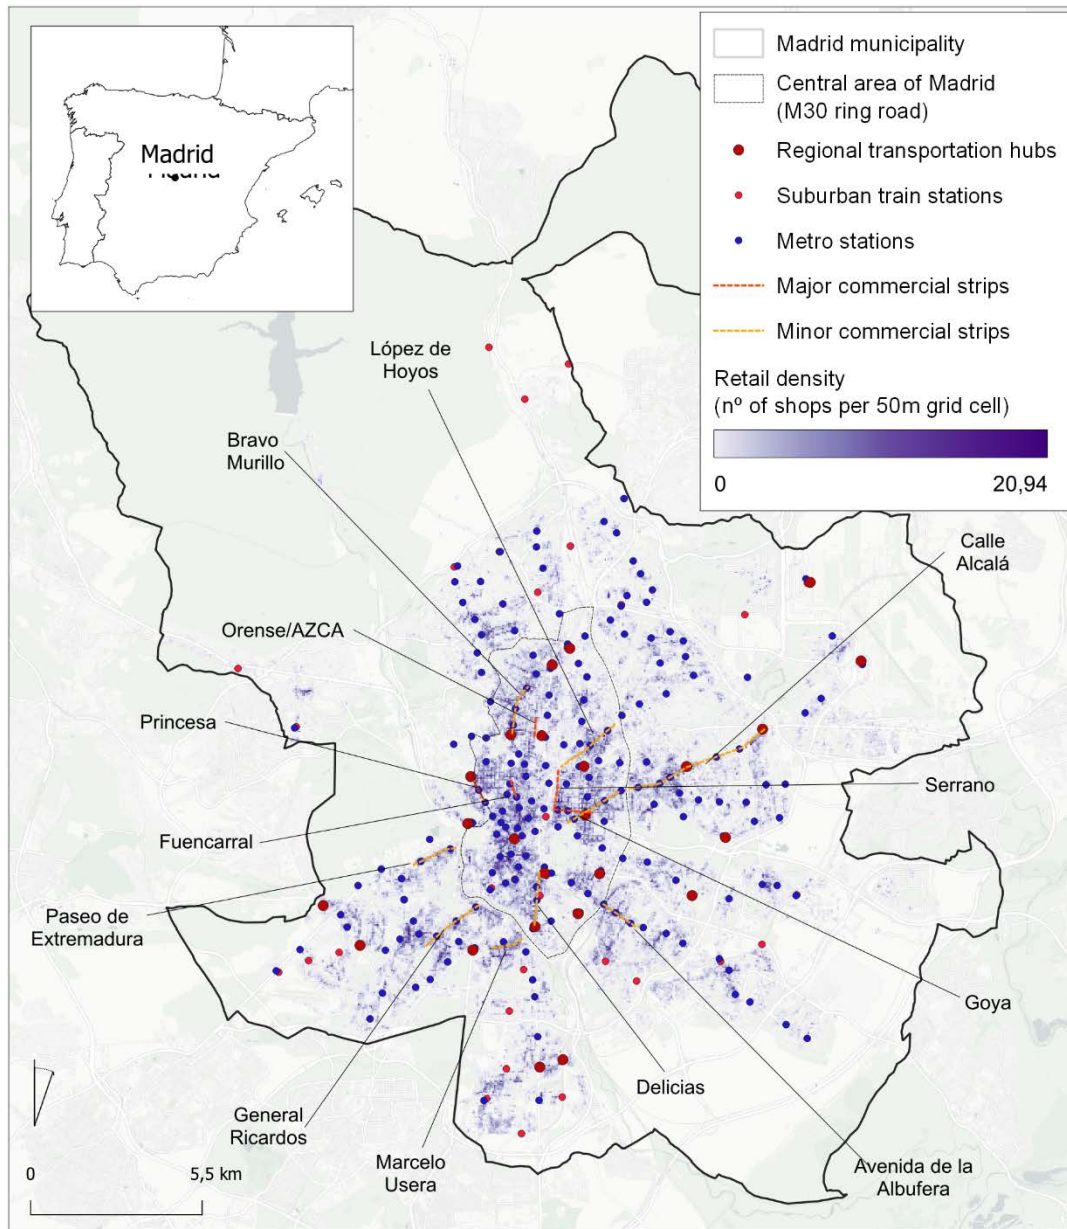 Madrid
Madrid
Madrid municipality
Central area of Madrid
(M30 ring road)
Regional transportation hubs
Suburban train stations
Metro stations
Major commercial strips
Minor commercial strips
Retail density
(nº of shops per 50m grid cell)
0
20,94
López de
Hoyos
Bravo
Murillo
Calle
Alcalá
Orense/AZCA
Princesa
Serrano
Fuencarral
Paseo de
Extremadura
Goya
Delicias
General
Ricardos
Marcelo
Usera
Avenida de la
Albufera
0
5,5 km